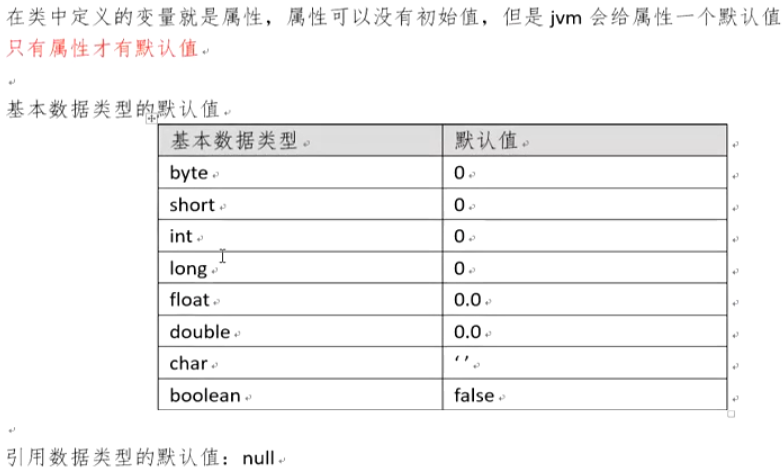 在类中定义的变量就是属性，属性可以没有初始值，但是 jvm 会给属性一个默认值
只有属性才有默认值
基本数据类型的默认值
基本数据类型 默认值
byte 0
short 0
int 0
long 0
float 0.0
double 0.0
char ‘ ’
boolean false
引用数据类型的默认值：null